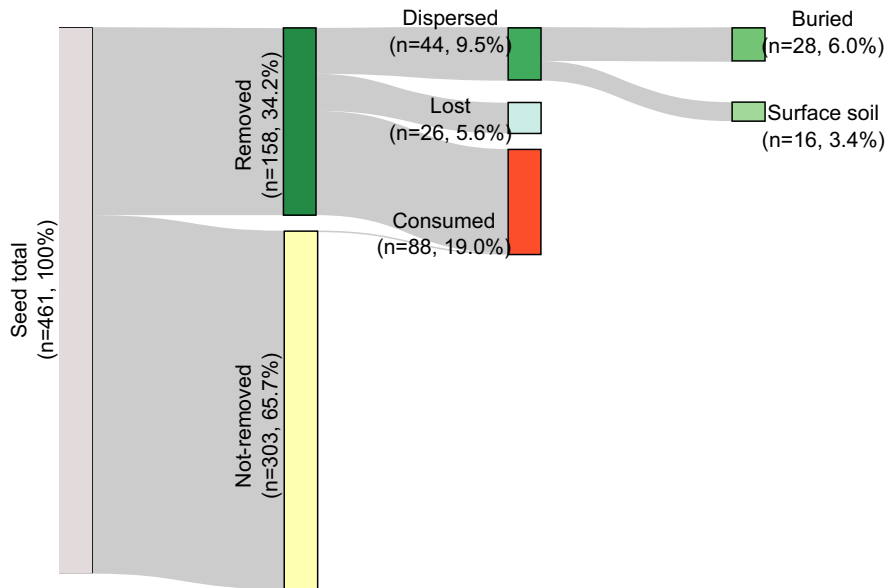 Seed total
(n=461, 100%)
Removed
(n=158, 34.2%)
Not-removed
(n=303, 65.7%)
Dispersed
(n=44, 9.5%)
Lost
(n=26, 5.6%)
Consumed
(n=88, 19.0%)
Buried
(n=28, 6.0%)
Surface soil
(n=16, 3.4%)